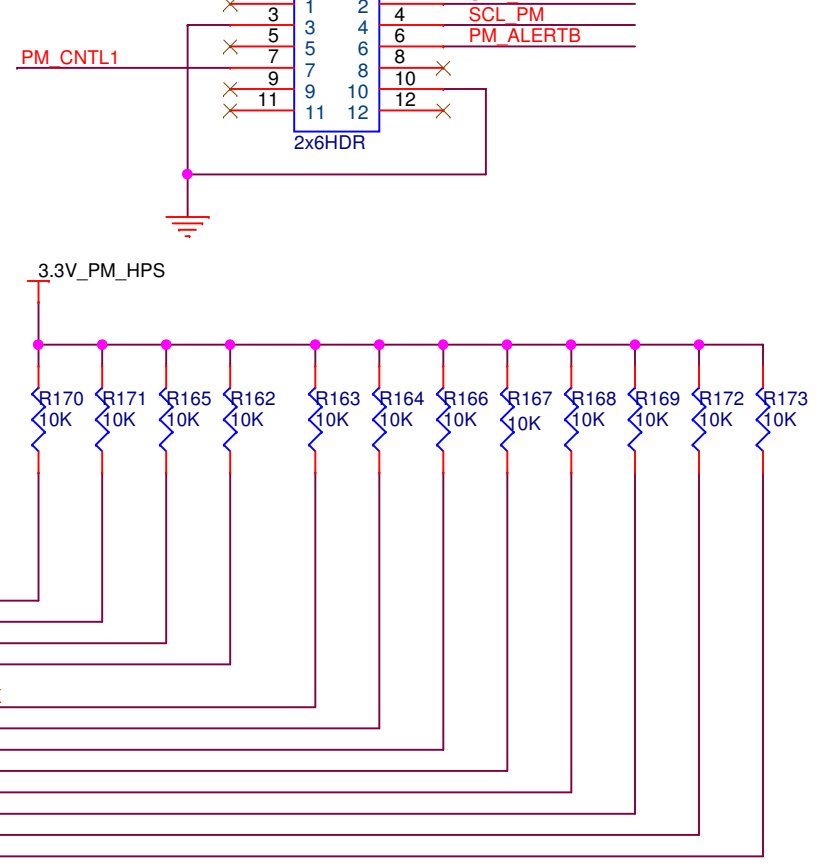 1 2
3 3 4 4 SCL_PM
5 5 6 6 PM_ALERTB
PM_CNTL1 7 7 8 8
9 9 10 10
11 11 12 12
2x6HDR
3.3V_PM_HPS
R170 R171 R165 R162 R163 R164 R166 R167 R168 R169 R172 R173
10K 10K 10K 10K 10K 10K 10K 10K 10K 10K 10K 10K